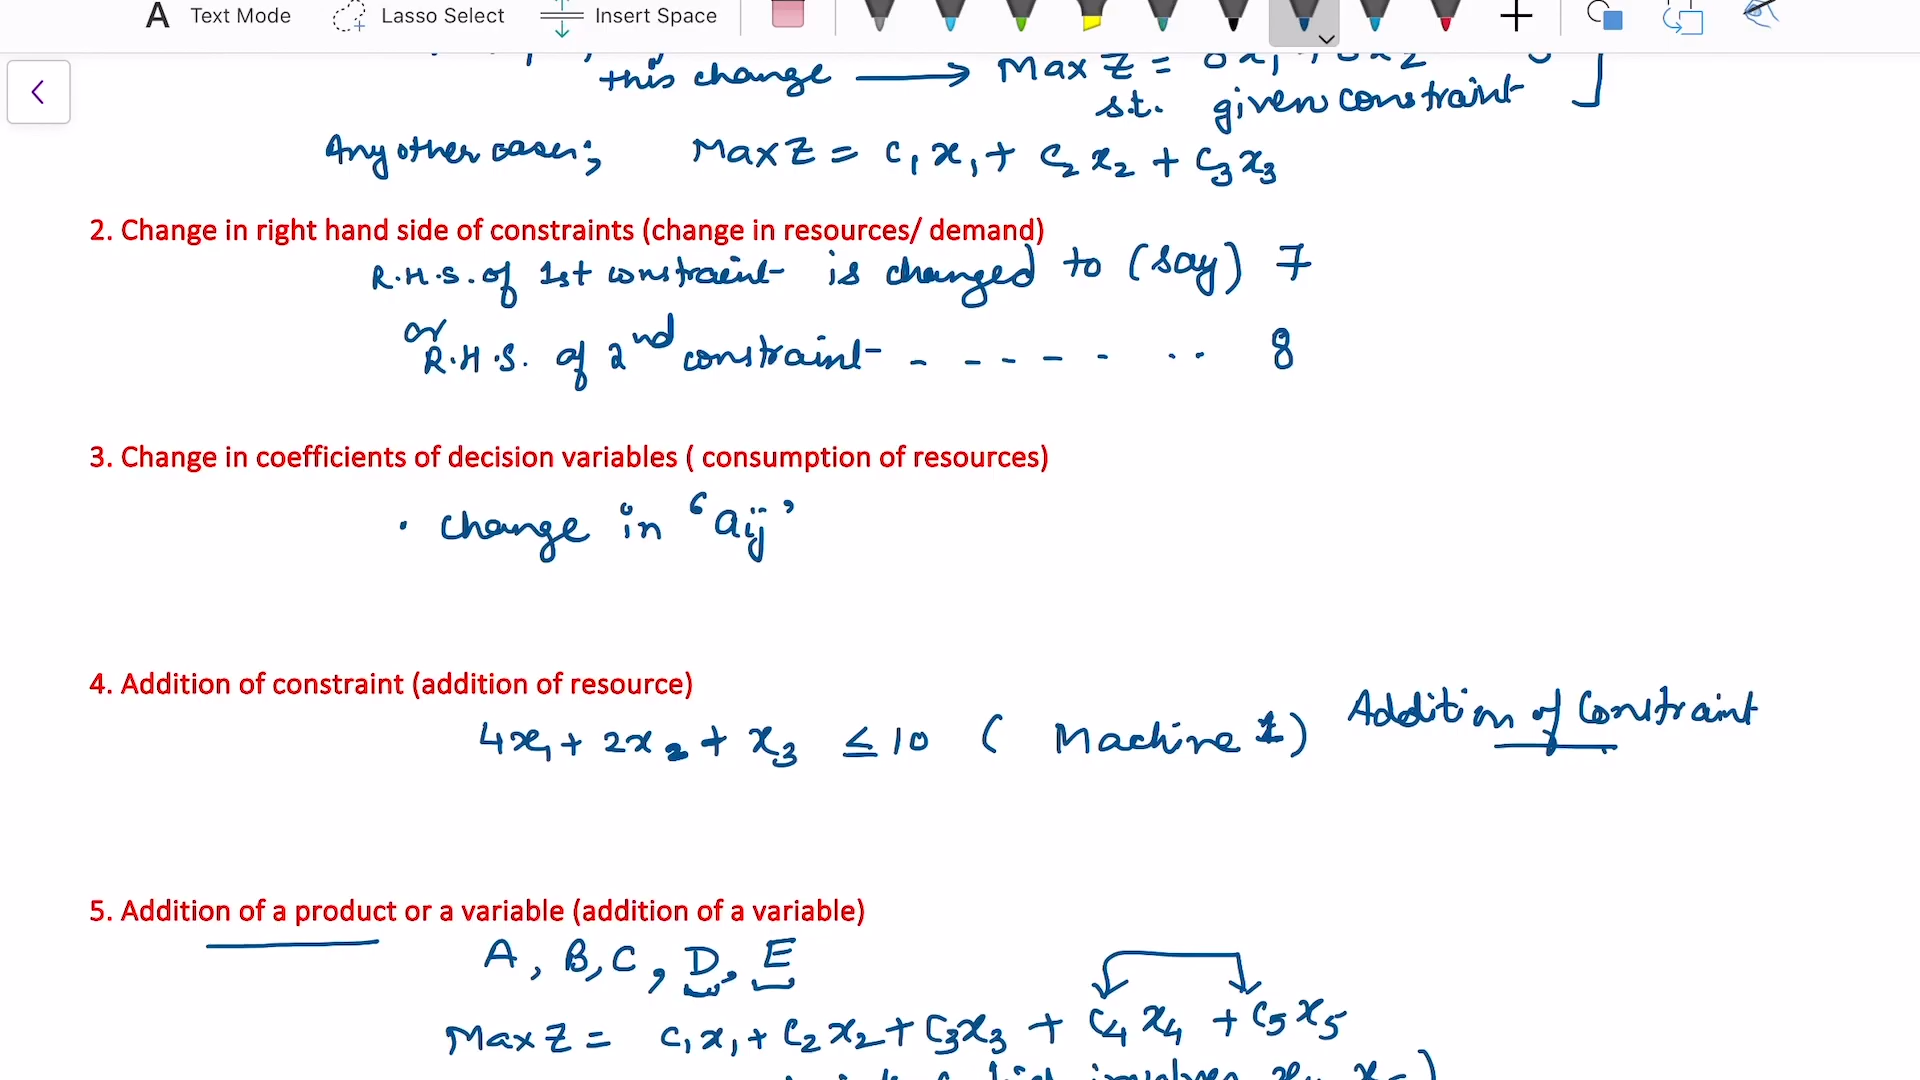 A Text Mode Lasso Select Insert Space
this change → Max Z =
s.t. given constraint
Any other case; Max Z = c₁x₁ + c₂x₂ + c₃x₃
2. Change in right hand side of constraints (change in resources/ demand)
R.H.S. of 1st constraint is changed to (say) 7
or
R.H.S. of 2nd constraint - - - - - .. 8
3. Change in coefficients of decision variables ( consumption of resources)
• change in ‘aij’
4. Addition of constraint (addition of resource)
4x₁ + 2x₂ + x₃ ≤ 10 ( Machine 1) Addition of Constraint
5. Addition of a product or a variable (addition of a variable)
A, B, C, D, E
Max Z = c₁x₁ + c₂x₂ + c₃x₃ + c₄x₄ + c₅x₅